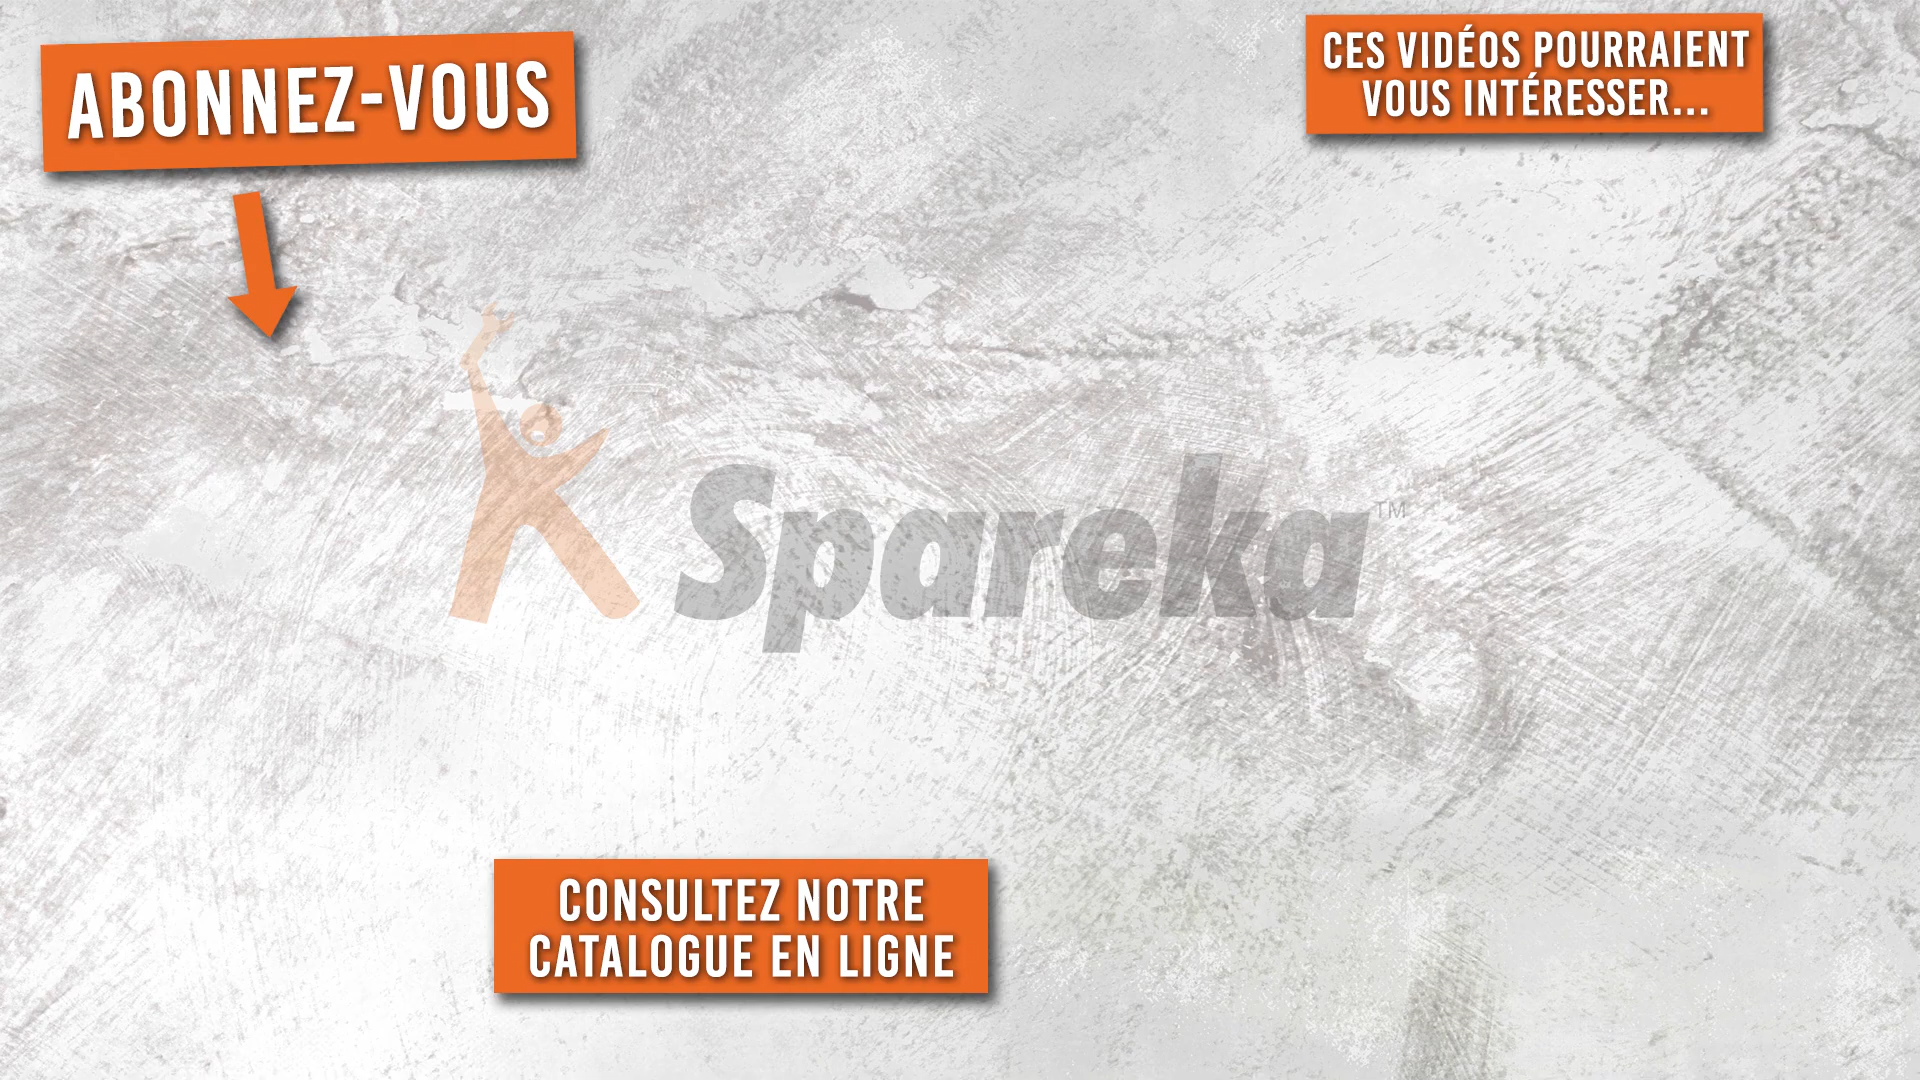 ABONNEZ-VOUS
CES VIDÉOS POURRAIENT
VOUS INTÉRESSER...
Spareka™
CONSULTEZ NOTRE
CATALOGUE EN LIGNE